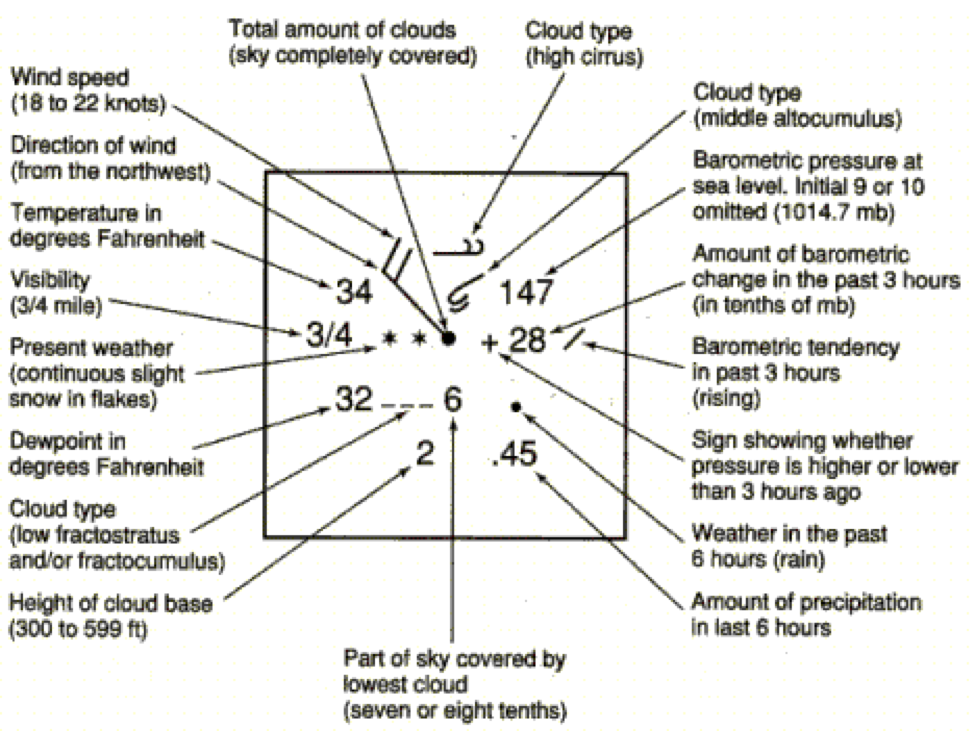 Total amount of clouds
(sky completely covered)
Cloud type
(high cirrus)
Wind speed
(18 to 22 knots)
Direction of wind
(from the northwest)
Temperature in
degrees Fahrenheit
Visibility
(3/4 mile)
Present weather
(continuous slight
snow in flakes)
Dewpoint in
degrees Fahrenheit
Cloud type
(low fractostratus
and/or fractocumulus)
Height of cloud base
(300 to 599 ft)
34
147
3/4 * *
+ 28 /
32 --- 6
2
.45
Cloud type
(middle altocumulus)
Barometric pressure at
sea level. Initial 9 or 10
omitted (1014.7 mb)
Amount of barometric
change in the past 3 hours
(in tenths of mb)
Barometric tendency
in past 3 hours
(rising)
Sign showing whether
pressure is higher or lower
than 3 hours ago
Weather in the past
6 hours (rain)
Amount of precipitation
in last 6 hours
Part of sky covered by
lowest cloud
(seven or eight tenths)